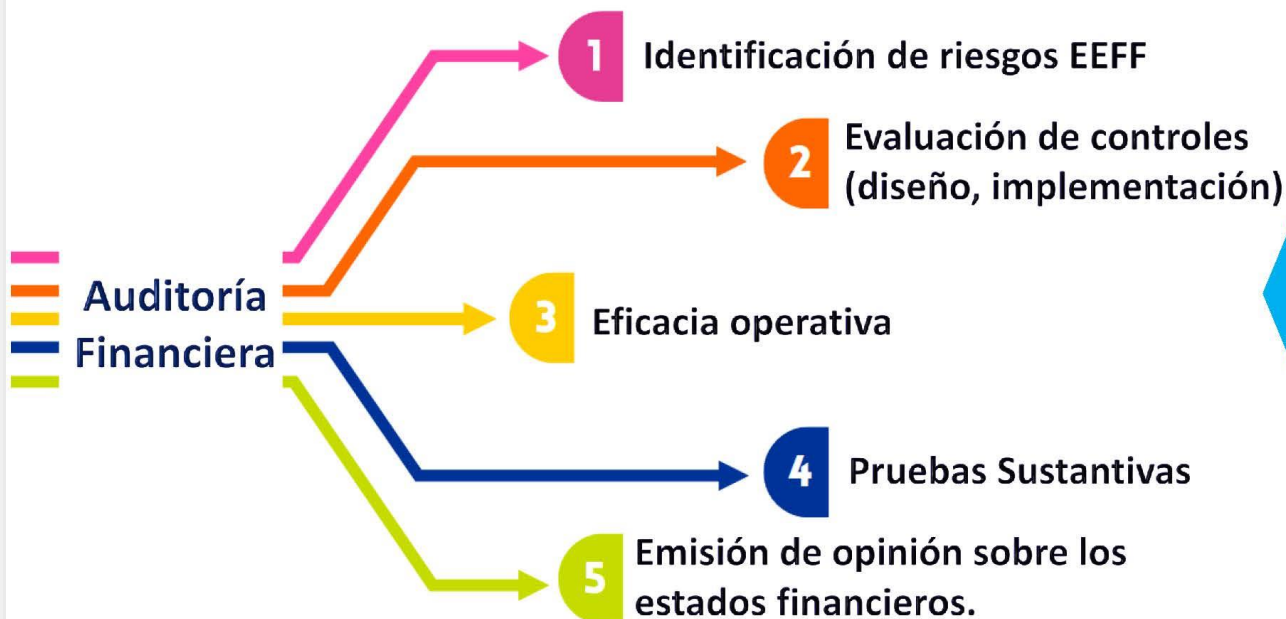 Auditoría
Financiera
1
Identificación de riesgos EEFF
2
Evaluación de controles
(diseño, implementación)
3
Eficacia operativa
4
Pruebas Sustantivas
5
Emisión de opinión sobre los
estados financieros.